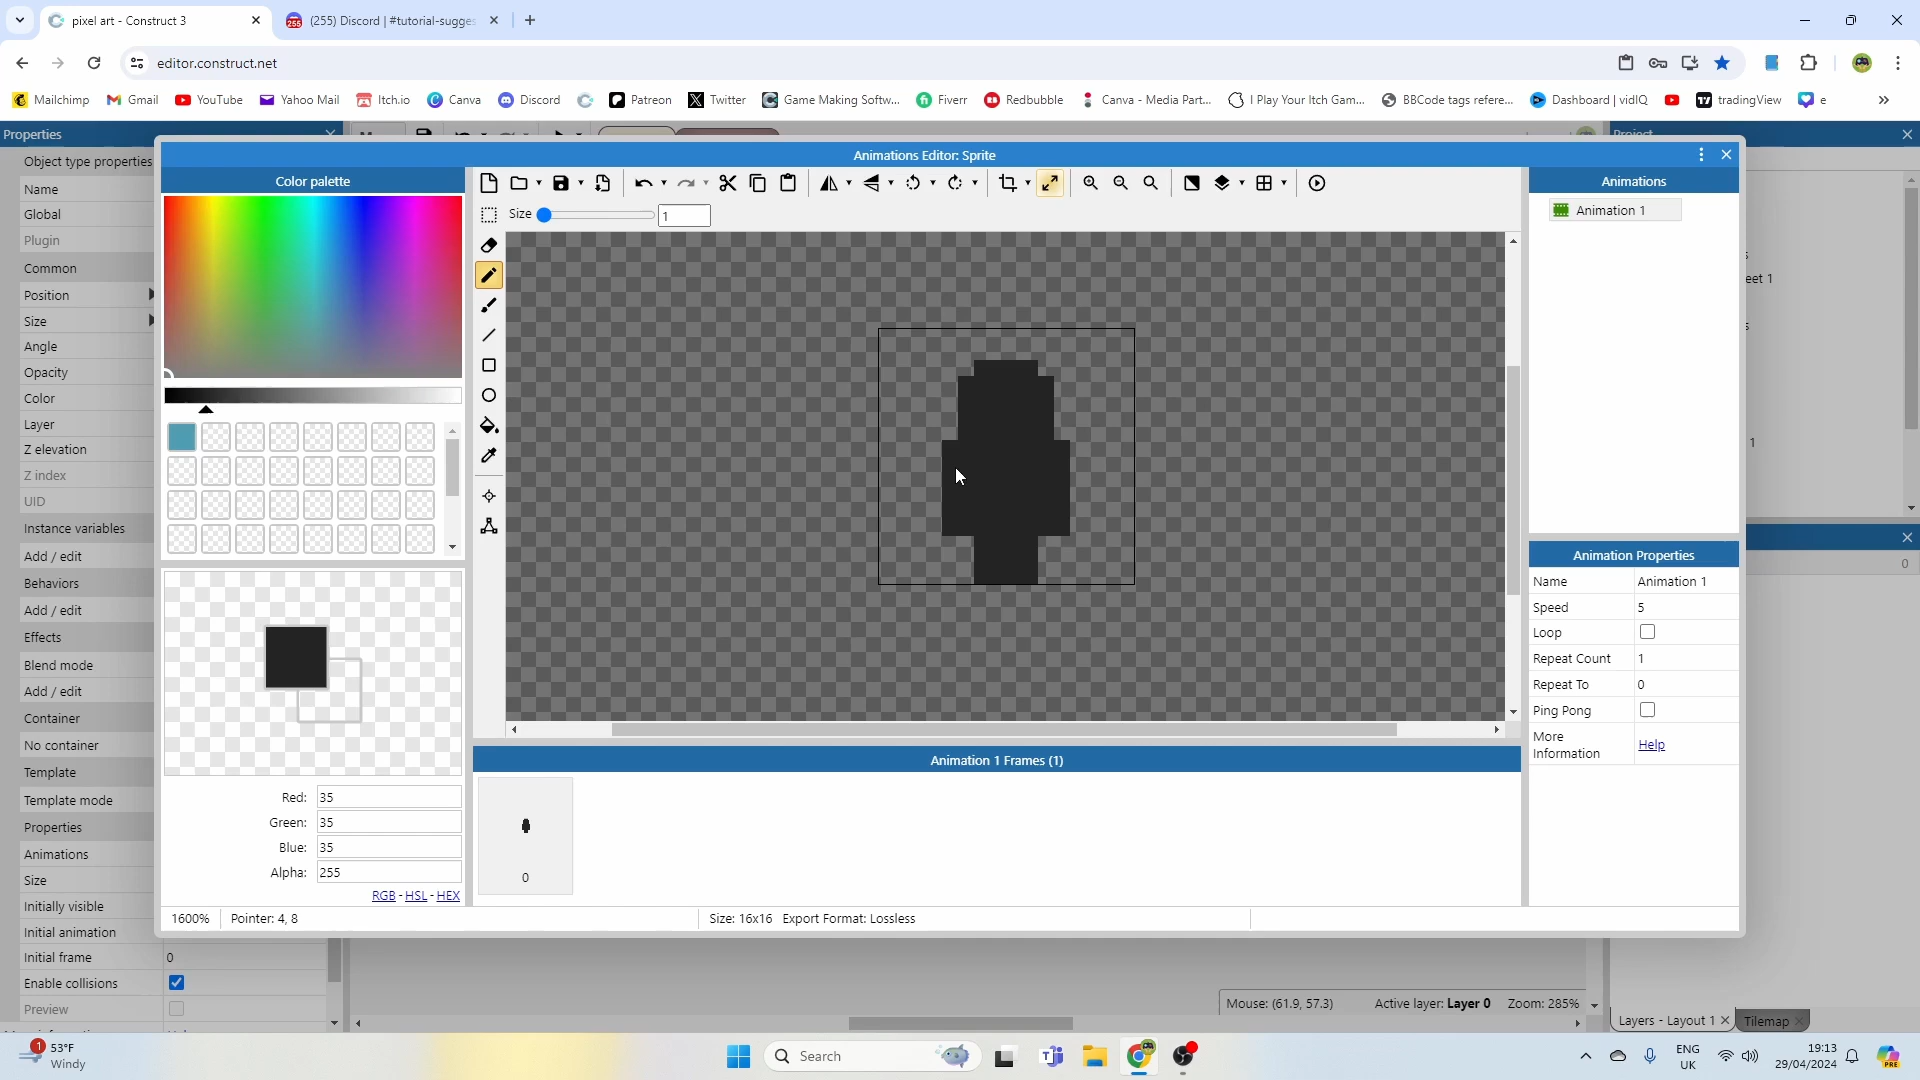 pixel art - Construct 3
(255) Discord | #tutorial-sugges
editor.construct.net
Mailchimp
Gmail
YouTube
Yahoo Mail
Itch.io
Canva
Discord
Patreon
Twitter
Game Making Softw...
Fiverr
Redbubble
Canva - Media Part...
I Play Your Itch Gam...
BBCode tags refere...
Dashboard | vidIQ
tradingView
e
Properties
Project
Animations Editor: Sprite
Object type properties
Name
Global
Plugin
Common
Position
Size
Angle
Opacity
Color
Layer
Z elevation
Z index
UID
Instance variables
Add / edit
Behaviors
Add / edit
Effects
Blend mode
Add / edit
Container
No container
Template
Template mode
Properties
Animations
Size
Initially visible
Initial animation
Initial frame 0
Enable collisions
Preview
Color palette
Size 1
Red: 35
Green: 35
Blue: 35
Alpha: 255
RGB - HSL - HEX
Animation 1 Frames (1)
0
1600% Pointer: 4, 8
Size: 16x16 Export Format: Lossless
Animations
Animation 1
Animation Properties
Name Animation 1
Speed 5
Loop
Repeat Count 1
Repeat To 0
Ping Pong
More Information Help
eet 1
1
0
Mouse: (61.9, 57.3) Active layer: Layer 0 Zoom: 285%
Layers - Layout 1
Tilemap
1
53°F
Windy
Search
ENG
UK
19:13
29/04/2024